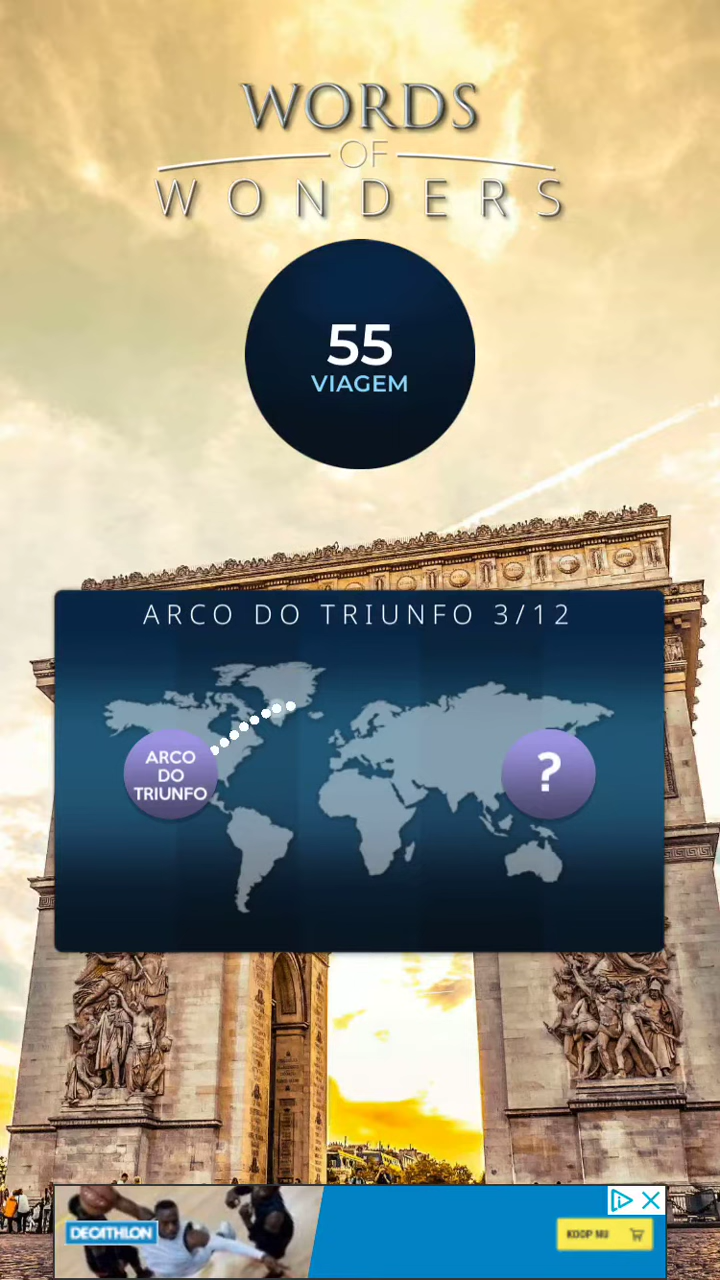 WORDS
OF
WONDERS
55
VIAGEM
ARCO DO TRIUNFO 3/12
ARCO
DO
TRIUNFO
?
DECATHLON
KOOP NU